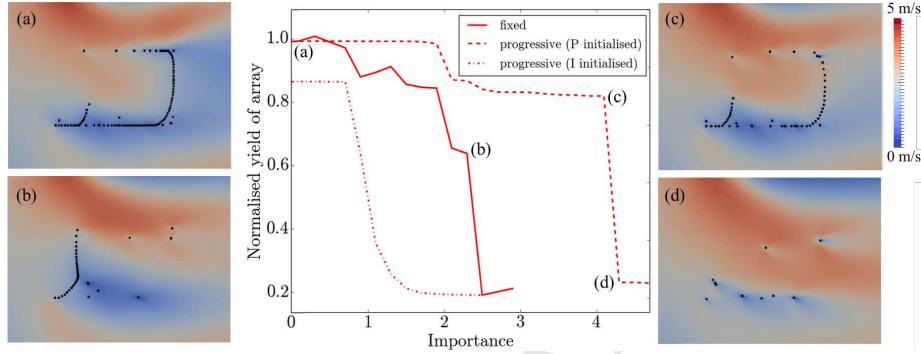 (a)
(b)
Normalised yield of array
1.0
0.8
0.6
0.4
0.2
0
1
2
3
4
Importance
fixed
progressive (P initialised)
progressive (I initialised)
(a)
(b)
(c)
(d)
(c)
(d)
5 m/s
0 m/s